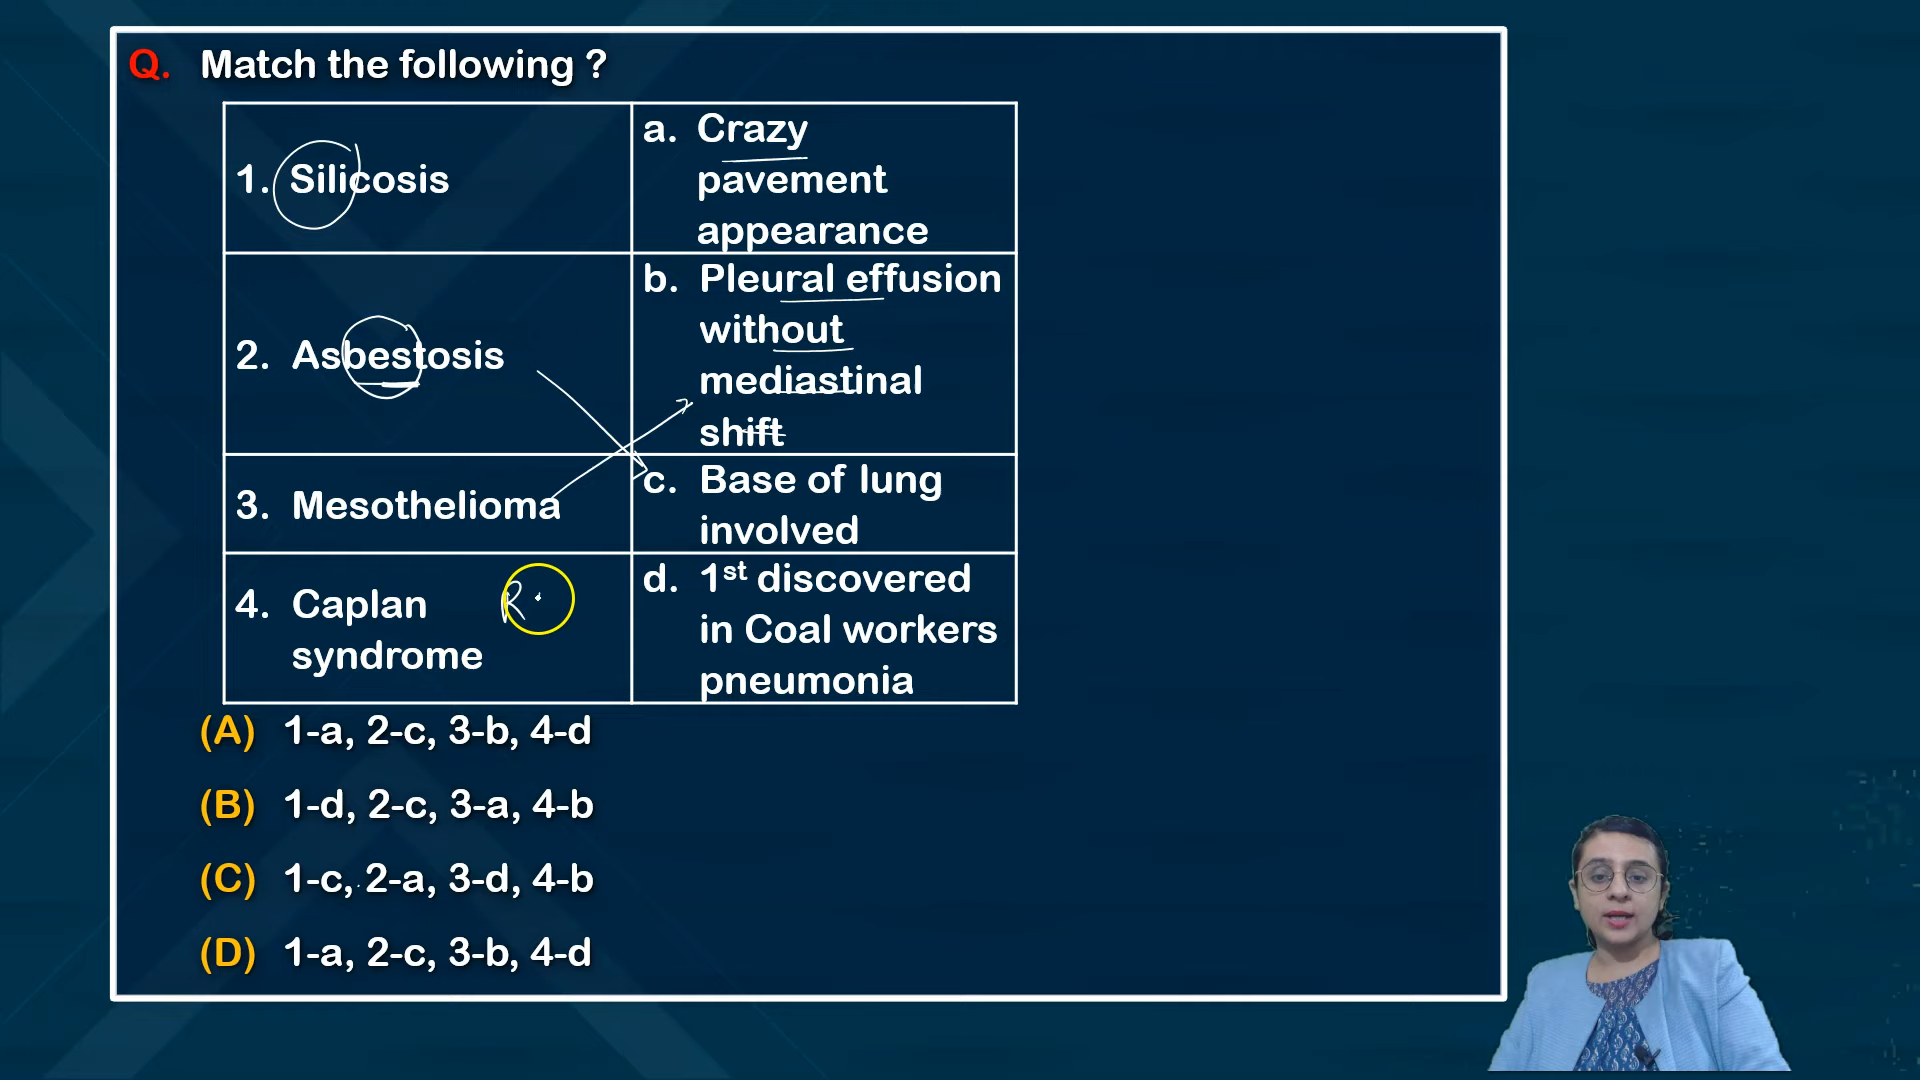 Q. Match the following ?
1. Silicosis
a. Crazy
pavement
appearance
2. Asbestosis
b. Pleural effusion
without
mediastinal
shift
3. Mesothelioma
c. Base of lung
involved
4. Caplan
syndrome
R
d. 1st discovered
in Coal workers
pneumonia
(A) 1-a, 2-c, 3-b, 4-d
(B) 1-d, 2-c, 3-a, 4-b
(C) 1-c, 2-a, 3-d, 4-b
(D) 1-a, 2-c, 3-b, 4-d